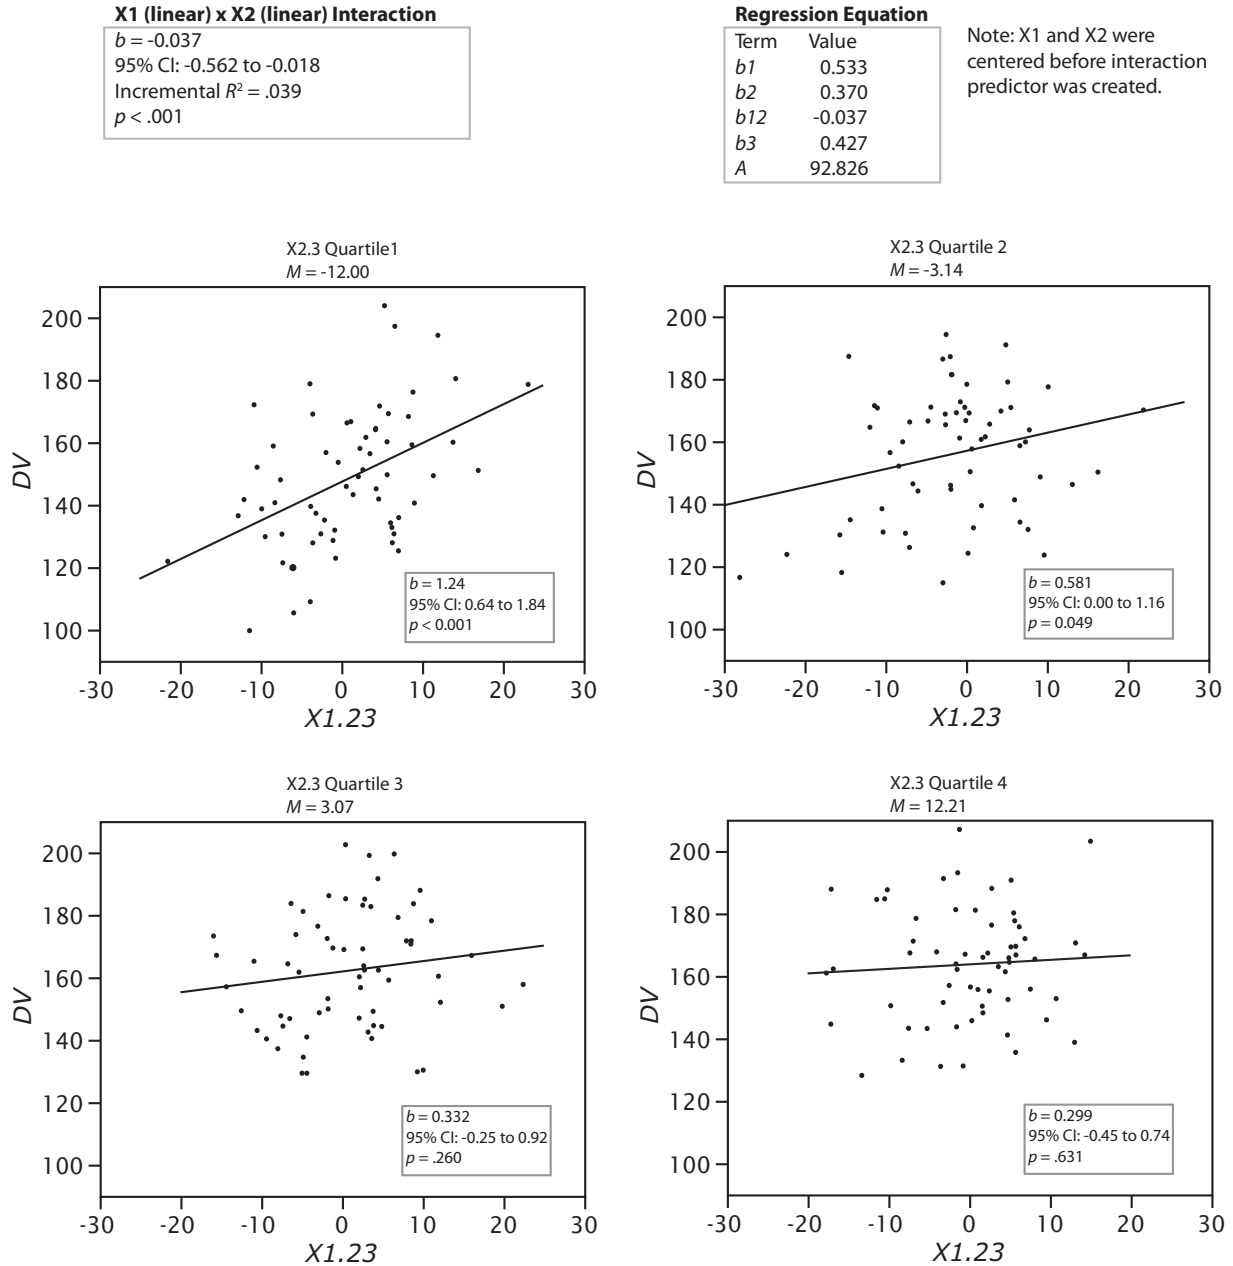 X1 (linear) x X2 (linear) Interaction
b = -0.037
95% CI: -0.562 to -0.018
Incremental R² = .039
p < .001
Regression Equation
Term Value
b1 0.533
b2 0.370
b12 -0.037
b3 0.427
A 92.826
Note: X1 and X2 were
centered before interaction
predictor was created.
X2.3 Quartile1
M = -12.00
200
180
160
140
120
100
DV
-30 -20 -10 0 10 20 30
X1.23
b = 1.24
95% CI: 0.64 to 1.84
p < 0.001
X2.3 Quartile 2
M = -3.14
200
180
160
140
120
100
DV
-30 -20 -10 0 10 20 30
X1.23
b = 0.581
95% CI: 0.00 to 1.16
p = 0.049
X2.3 Quartile 3
M = 3.07
200
180
160
140
120
100
DV
-30 -20 -10 0 10 20 30
X1.23
b = 0.332
95% CI: -0.25 to 0.92
p = .260
X2.3 Quartile 4
M = 12.21
200
180
160
140
120
100
DV
-30 -20 -10 0 10 20 30
X1.23
b = 0.299
95% CI: -0.45 to 0.74
p = .631